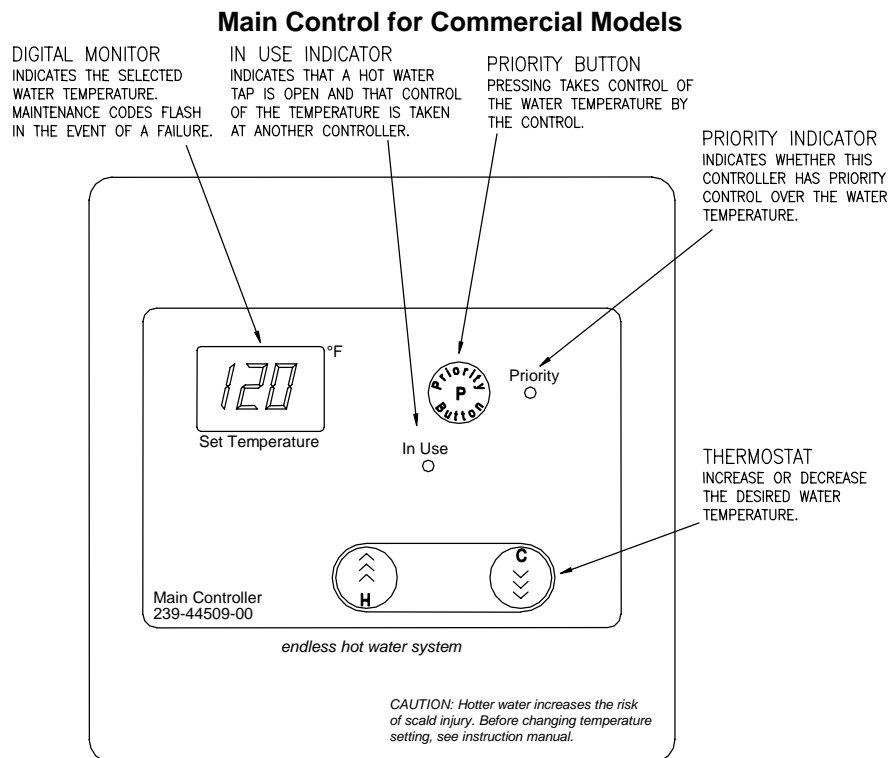 Main Control for Commercial Models
DIGITAL MONITOR
INDICATES THE SELECTED
WATER TEMPERATURE.
MAINTENANCE CODES FLASH
IN THE EVENT OF A FAILURE.
IN USE INDICATOR
INDICATES THAT A HOT WATER
TAP IS OPEN AND THAT CONTROL
OF THE TEMPERATURE IS TAKEN
AT ANOTHER CONTROLLER.
PRIORITY BUTTON
PRESSING TAKES CONTROL OF
THE WATER TEMPERATURE BY
THE CONTROL.
PRIORITY INDICATOR
INDICATES WHETHER THIS
CONTROLLER HAS PRIORITY
CONTROL OVER THE WATER
TEMPERATURE.
120
°F
Set Temperature
Priority
P
Button
Priority
In Use
THERMOSTAT
INCREASE OR DECREASE
THE DESIRED WATER
TEMPERATURE.
H
C
Main Controller
239-44509-00
endless hot water system
CAUTION: Hotter water increases the risk
of scald injury. Before changing temperature
setting, see instruction manual.